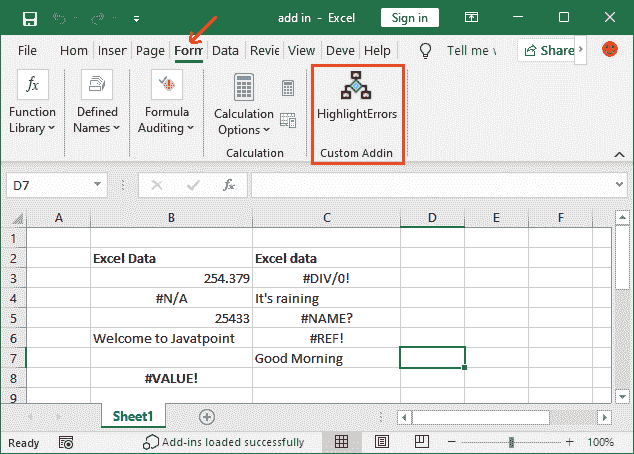 add in - Excel
Sign in
File Hom Inser Page Form Data Revie View Deve Help Tell me Share
fx
Function Library
Defined Names
Formula Auditing
Calculation Options
HighlightErrors
Calculation
Custom Addin
D7 fx
A B C D E F
1
2 Excel Data Excel data
3 254.379 #DIV/0!
4 #N/A It's raining
5 25433 #NAME?
6 Welcome to Javatpoint #REF!
7 Good Morning
8 #VALUE!
9
Sheet1
Ready Add-ins loaded successfully 100%